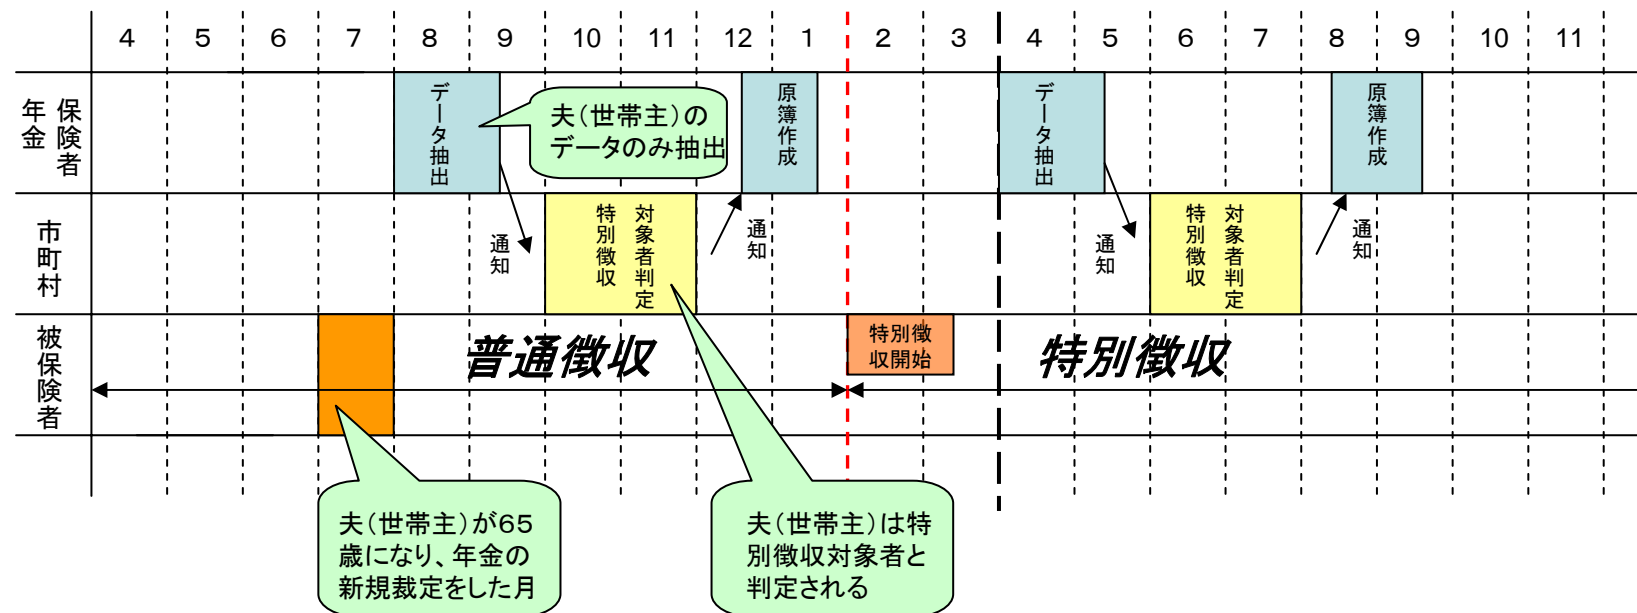 4 5 6 7 8 9 10 11 12 1 2 3 4 5 6 7 8 9 10 11
年金
保険者
データ抽出
夫（世帯主）の
データのみ抽出
原簿作成
データ抽出
原簿作成
市町村
通知
特別徴収
対象者判定
通知
通知
特別徴収
対象者判定
通知
被保険者
普通徴収
特別徴
収開始
特別徴収
夫（世帯主）が６５
歳になり、年金の
新規裁定をした月
夫（世帯主）は特
別徴収対象者と
判定される